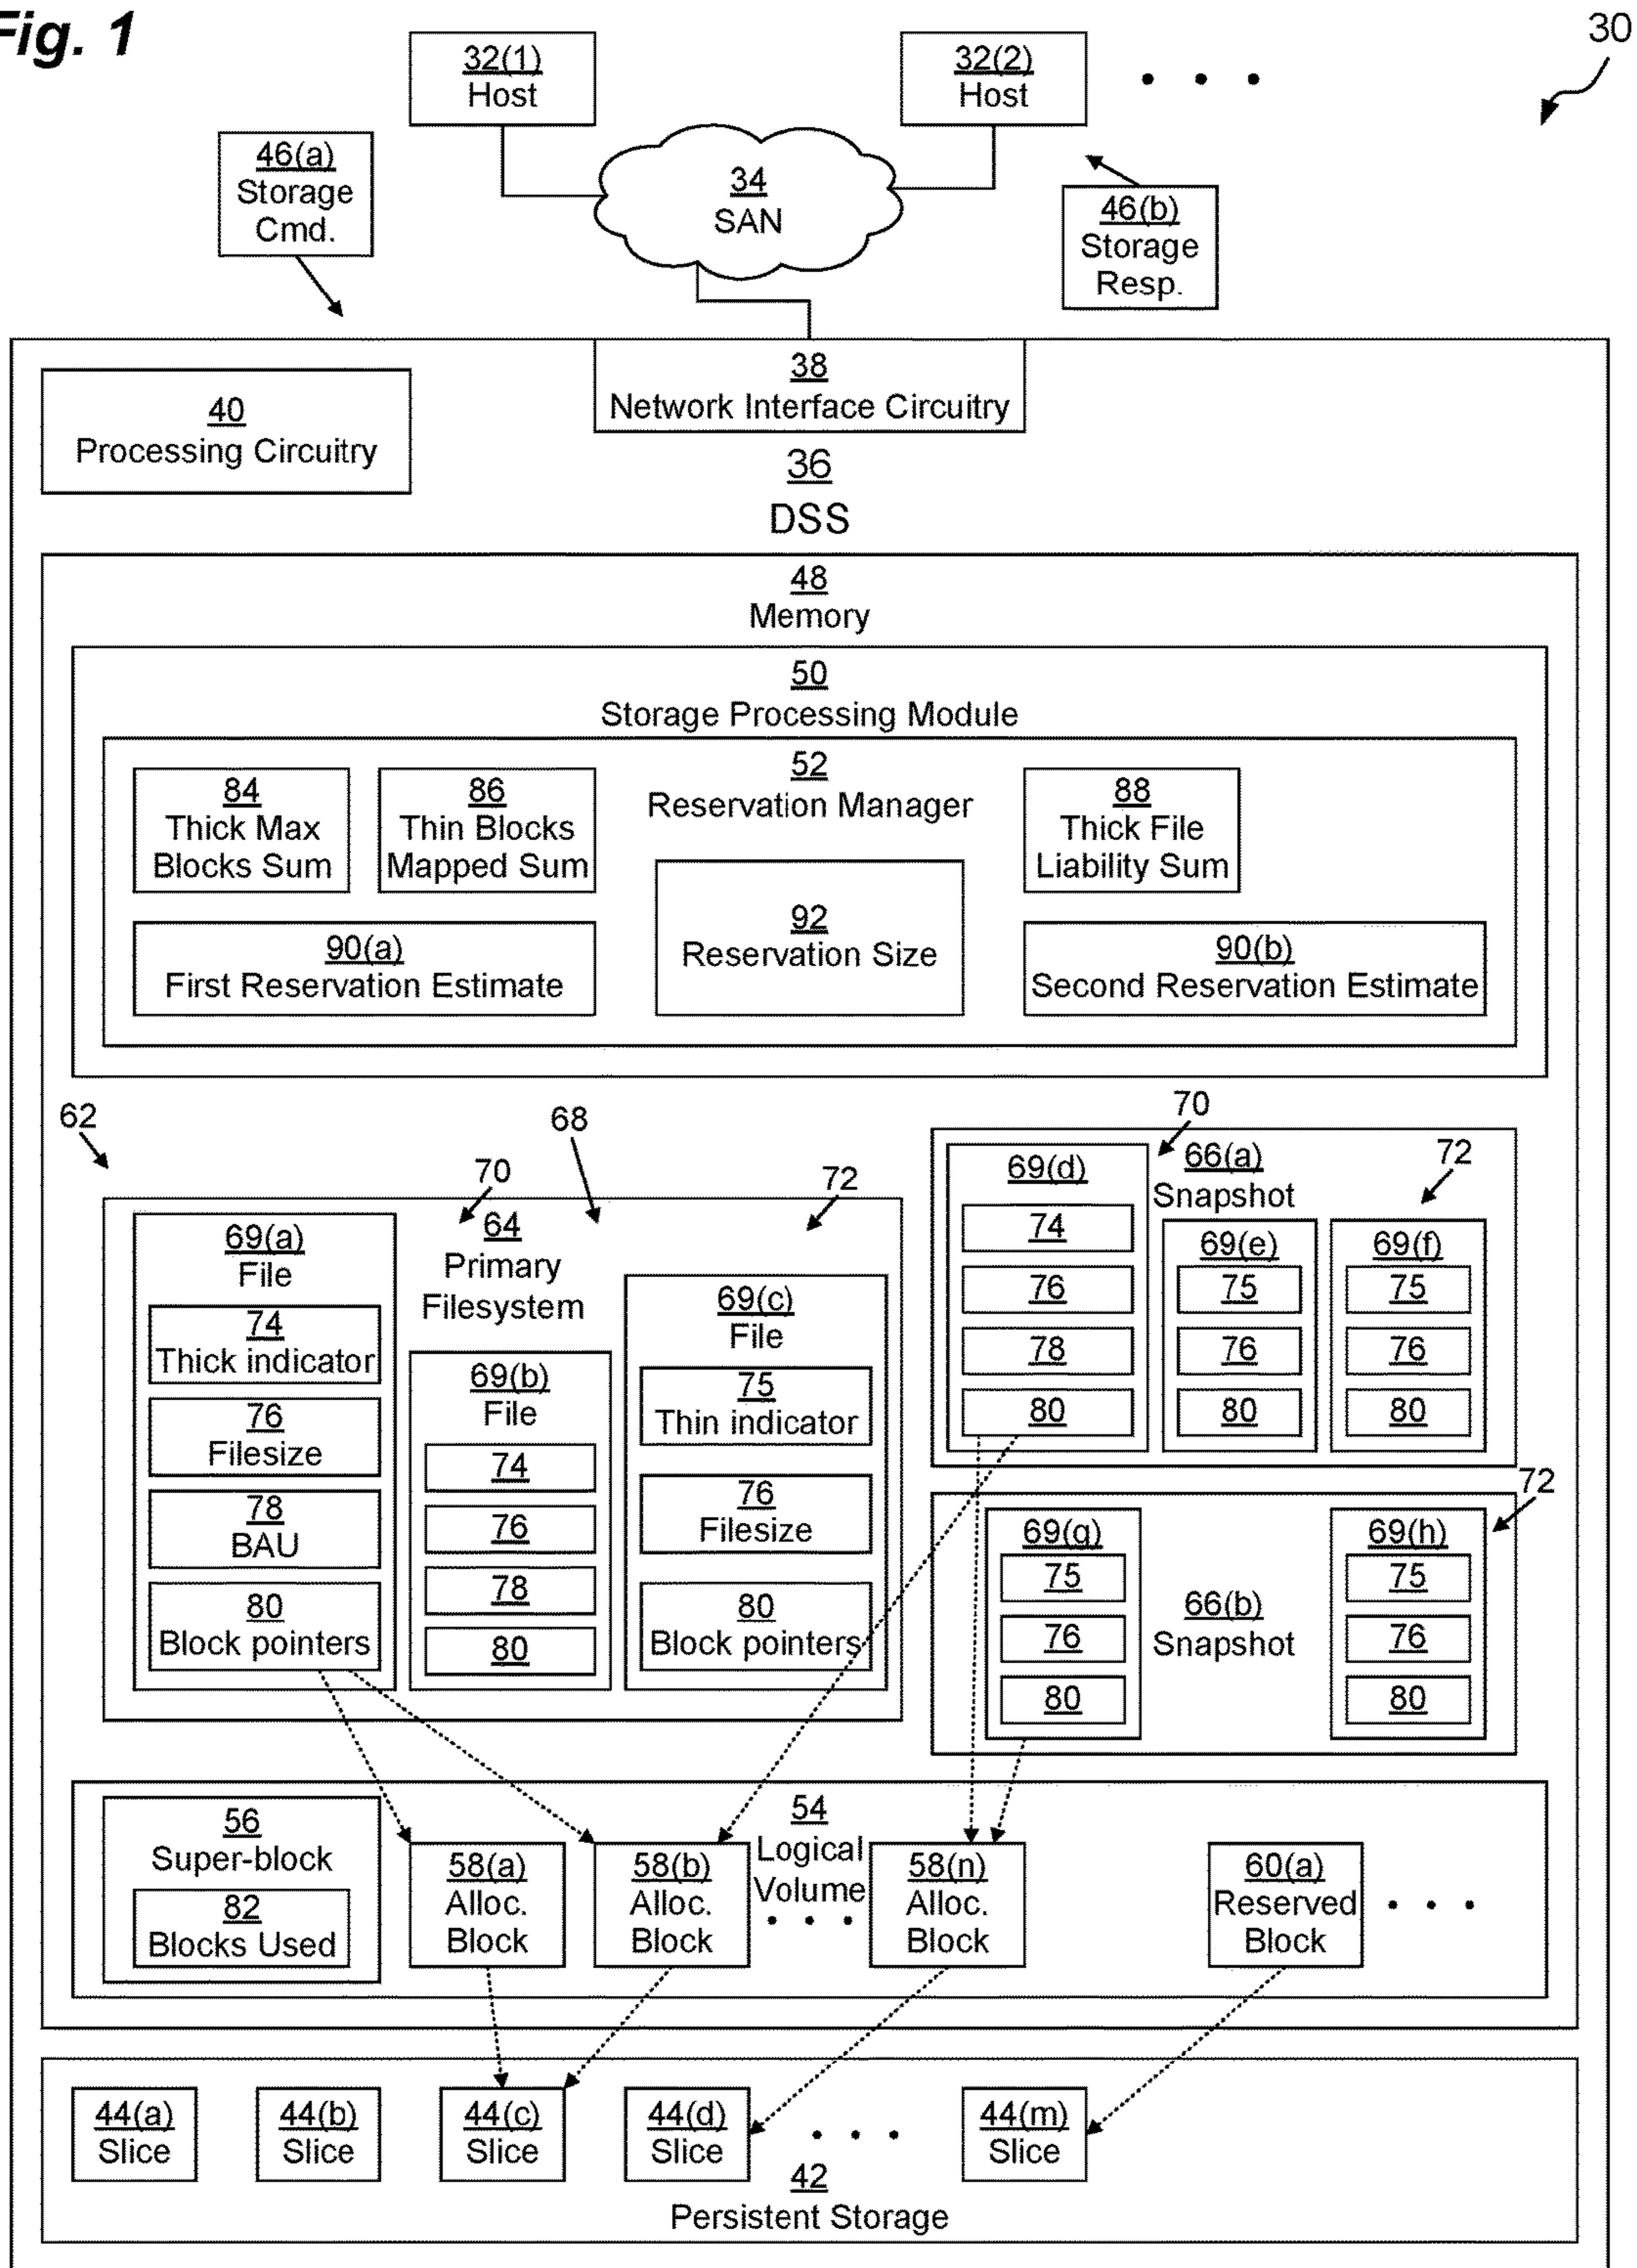 Fig. 1
30
32(1)
Host
32(2)
Host
• • •
46(a)
Storage
Cmd.
34
SAN
46(b)
Storage
Resp.
38
Network Interface Circuitry
40
Processing Circuitry
36
DSS
48
Memory
50
Storage Processing Module
52
Reservation Manager
84
Thick Max
Blocks Sum
86
Thin Blocks
Mapped Sum
88
Thick File
Liability Sum
90(a)
First Reservation Estimate
92
Reservation Size
90(b)
Second Reservation Estimate
62
68
70
72
64
Primary
Filesystem
69(a)
File
74
Thick indicator
76
Filesize
78
BAU
80
Block pointers
69(b)
File
74
76
78
80
69(c)
File
75
Thin indicator
76
Filesize
80
Block pointers
70
66(a)
Snapshot
72
69(d)
74
76
78
80
69(e)
75
76
80
69(f)
75
76
80
72
69(g)
75
76
80
66(b)
Snapshot
69(h)
75
76
80
54
Logical
Volume
56
Super-block
82
Blocks Used
58(a)
Alloc.
Block
58(b)
Alloc.
Block
• • •
58(n)
Alloc.
Block
60(a)
Reserved
Block
• • •
44(a)
Slice
44(b)
Slice
44(c)
Slice
44(d)
Slice
• • •
44(m)
Slice
42
Persistent Storage